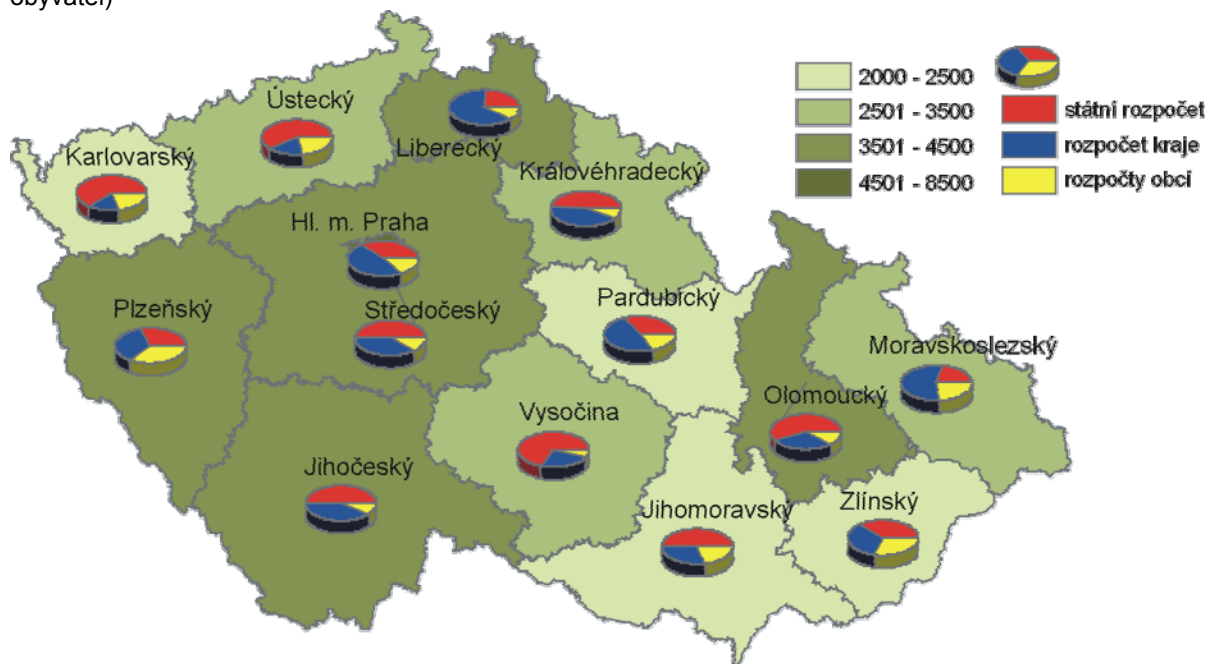 obyvatel)
2000 - 2500
2501 - 3500
státní rozpočet
3501 - 4500
rozpočet kraje
4501 - 8500
rozpočty obcí
Ústecký
Karlovarský
Liberecký
Královéhradecký
Hl. m. Praha
Plzeňský
Středočeský
Pardubický
Moravskoslezský
Olomoucký
Vysočina
Jihočeský
Jihomoravský
Zlínský